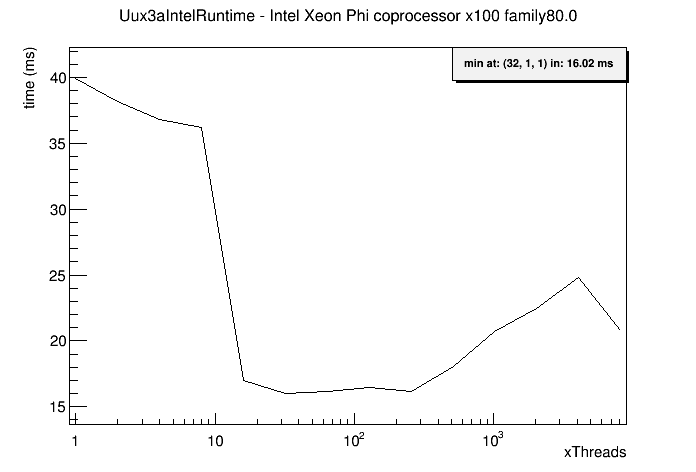 Uux3aIntelRuntime - Intel Xeon Phi coprocessor x100 family80.0
min at: (32, 1, 1) in: 16.02 ms
time (ms)
40
35
30
25
20
15
1
10
10²
10³
xThreads